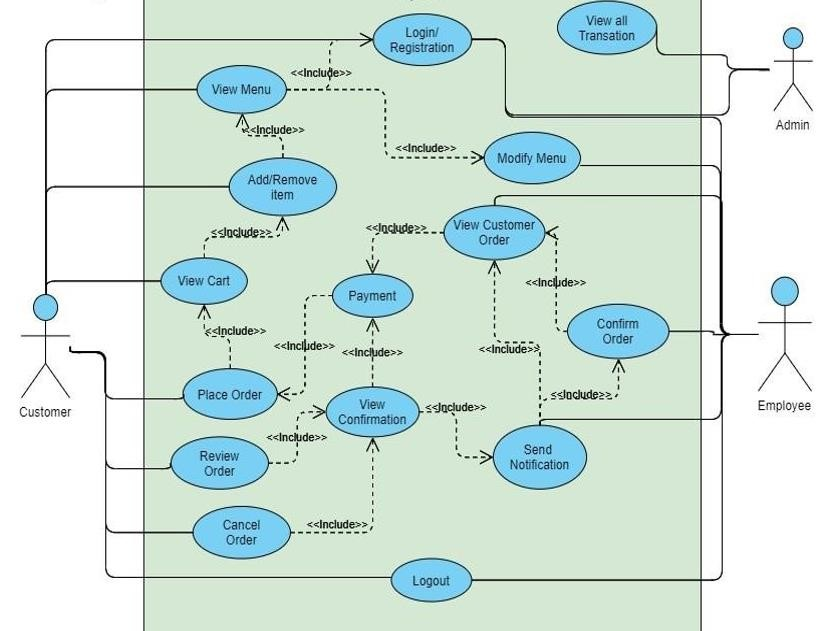 View all
Transation
Login/
Registration
<<Include>>
View Menu
Admin
<<Include>>
<<Include>>
Modify Menu
Add/Remove
item
<<Include>>
<<Include>>
View Customer
Order
View Cart
<<Include>>
Payment
<<Include>>
Confirm
Order
<<Include>>
<<Include>>
<<Include>>
Customer
Place Order
<<Include>>
View
Confirmation
<<Include>>
Employee
<<Include>>
Review
Order
Send
Notification
<<Include>>
Cancel
Order
Logout